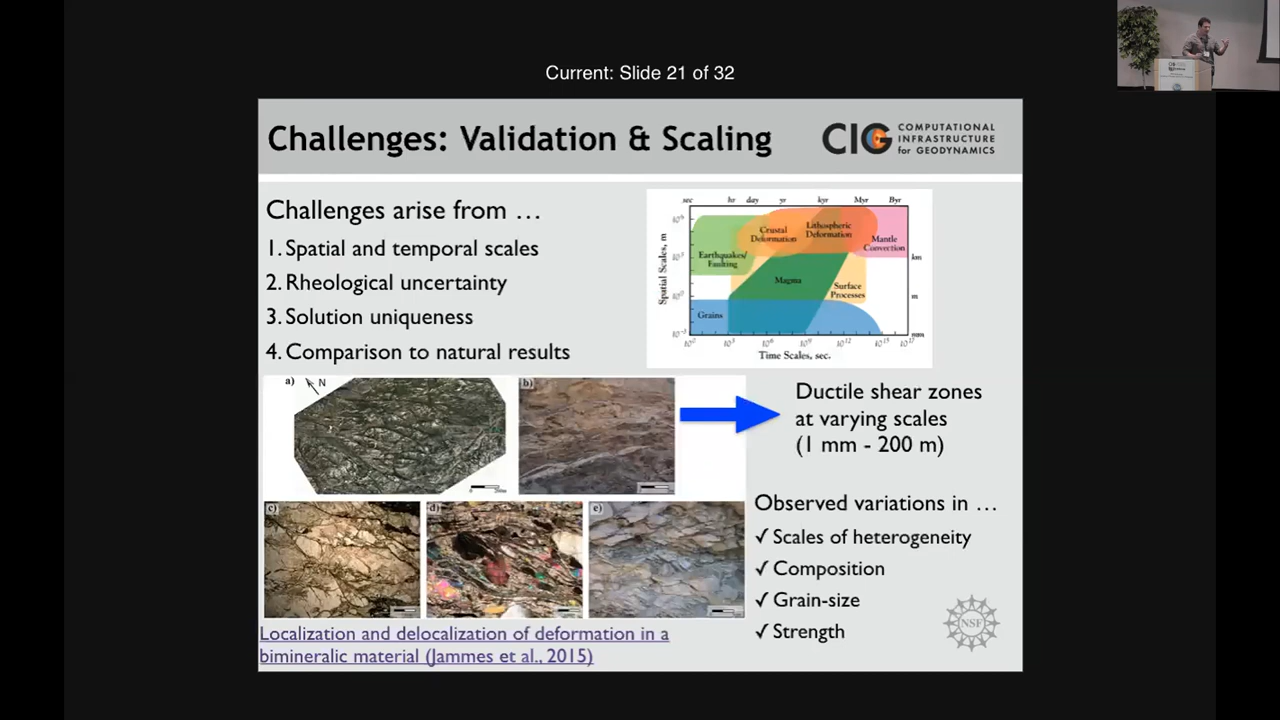 Current: Slide 21 of 32
Challenges: Validation & Scaling
CIG COMPUTATIONAL
INFRASTRUCTURE
for GEODYNAMICS
Challenges arise from …
1. Spatial and temporal scales
2. Rheological uncertainty
3. Solution uniqueness
4. Comparison to natural results
sec hr day yr kyr Myr Byr
Spatial Scales, m
Crustal
Deformation
Lithospheric
Deformation
Mantle
Convection
Earthquakes/
Faulting
Magma
Surface
Processes
Grains
km
m
mm
Time Scales, sec.
a) N
b)
c)
d)
e)
Ductile shear zones
at varying scales
(1 mm - 200 m)
Observed variations in …
✓ Scales of heterogeneity
✓ Composition
✓ Grain-size
✓ Strength
NSF
Localization and delocalization of deformation in a
bimineralic material (Jammes et al., 2015)